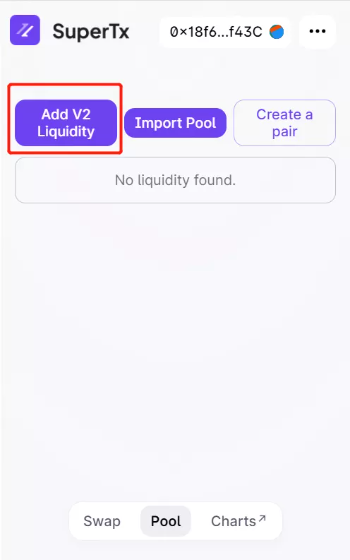 SuperTx
0×18f6...f43C
Add V2
Liquidity
Import Pool
Create a
pair
No liquidity found.
Swap
Pool
Charts↗